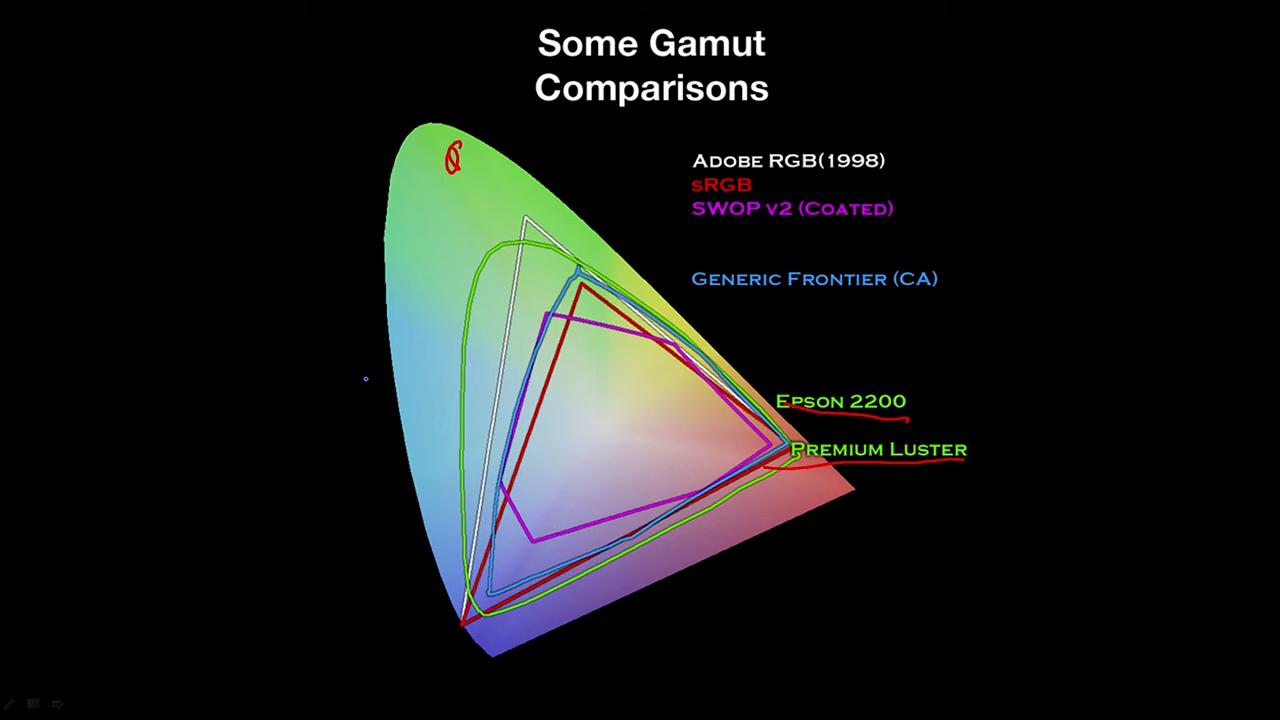 Some Gamut
Comparisons
Adobe RGB(1998)
sRGB
SWOP v2 (Coated)
Generic Frontier (CA)
Epson 2200
Premium Luster